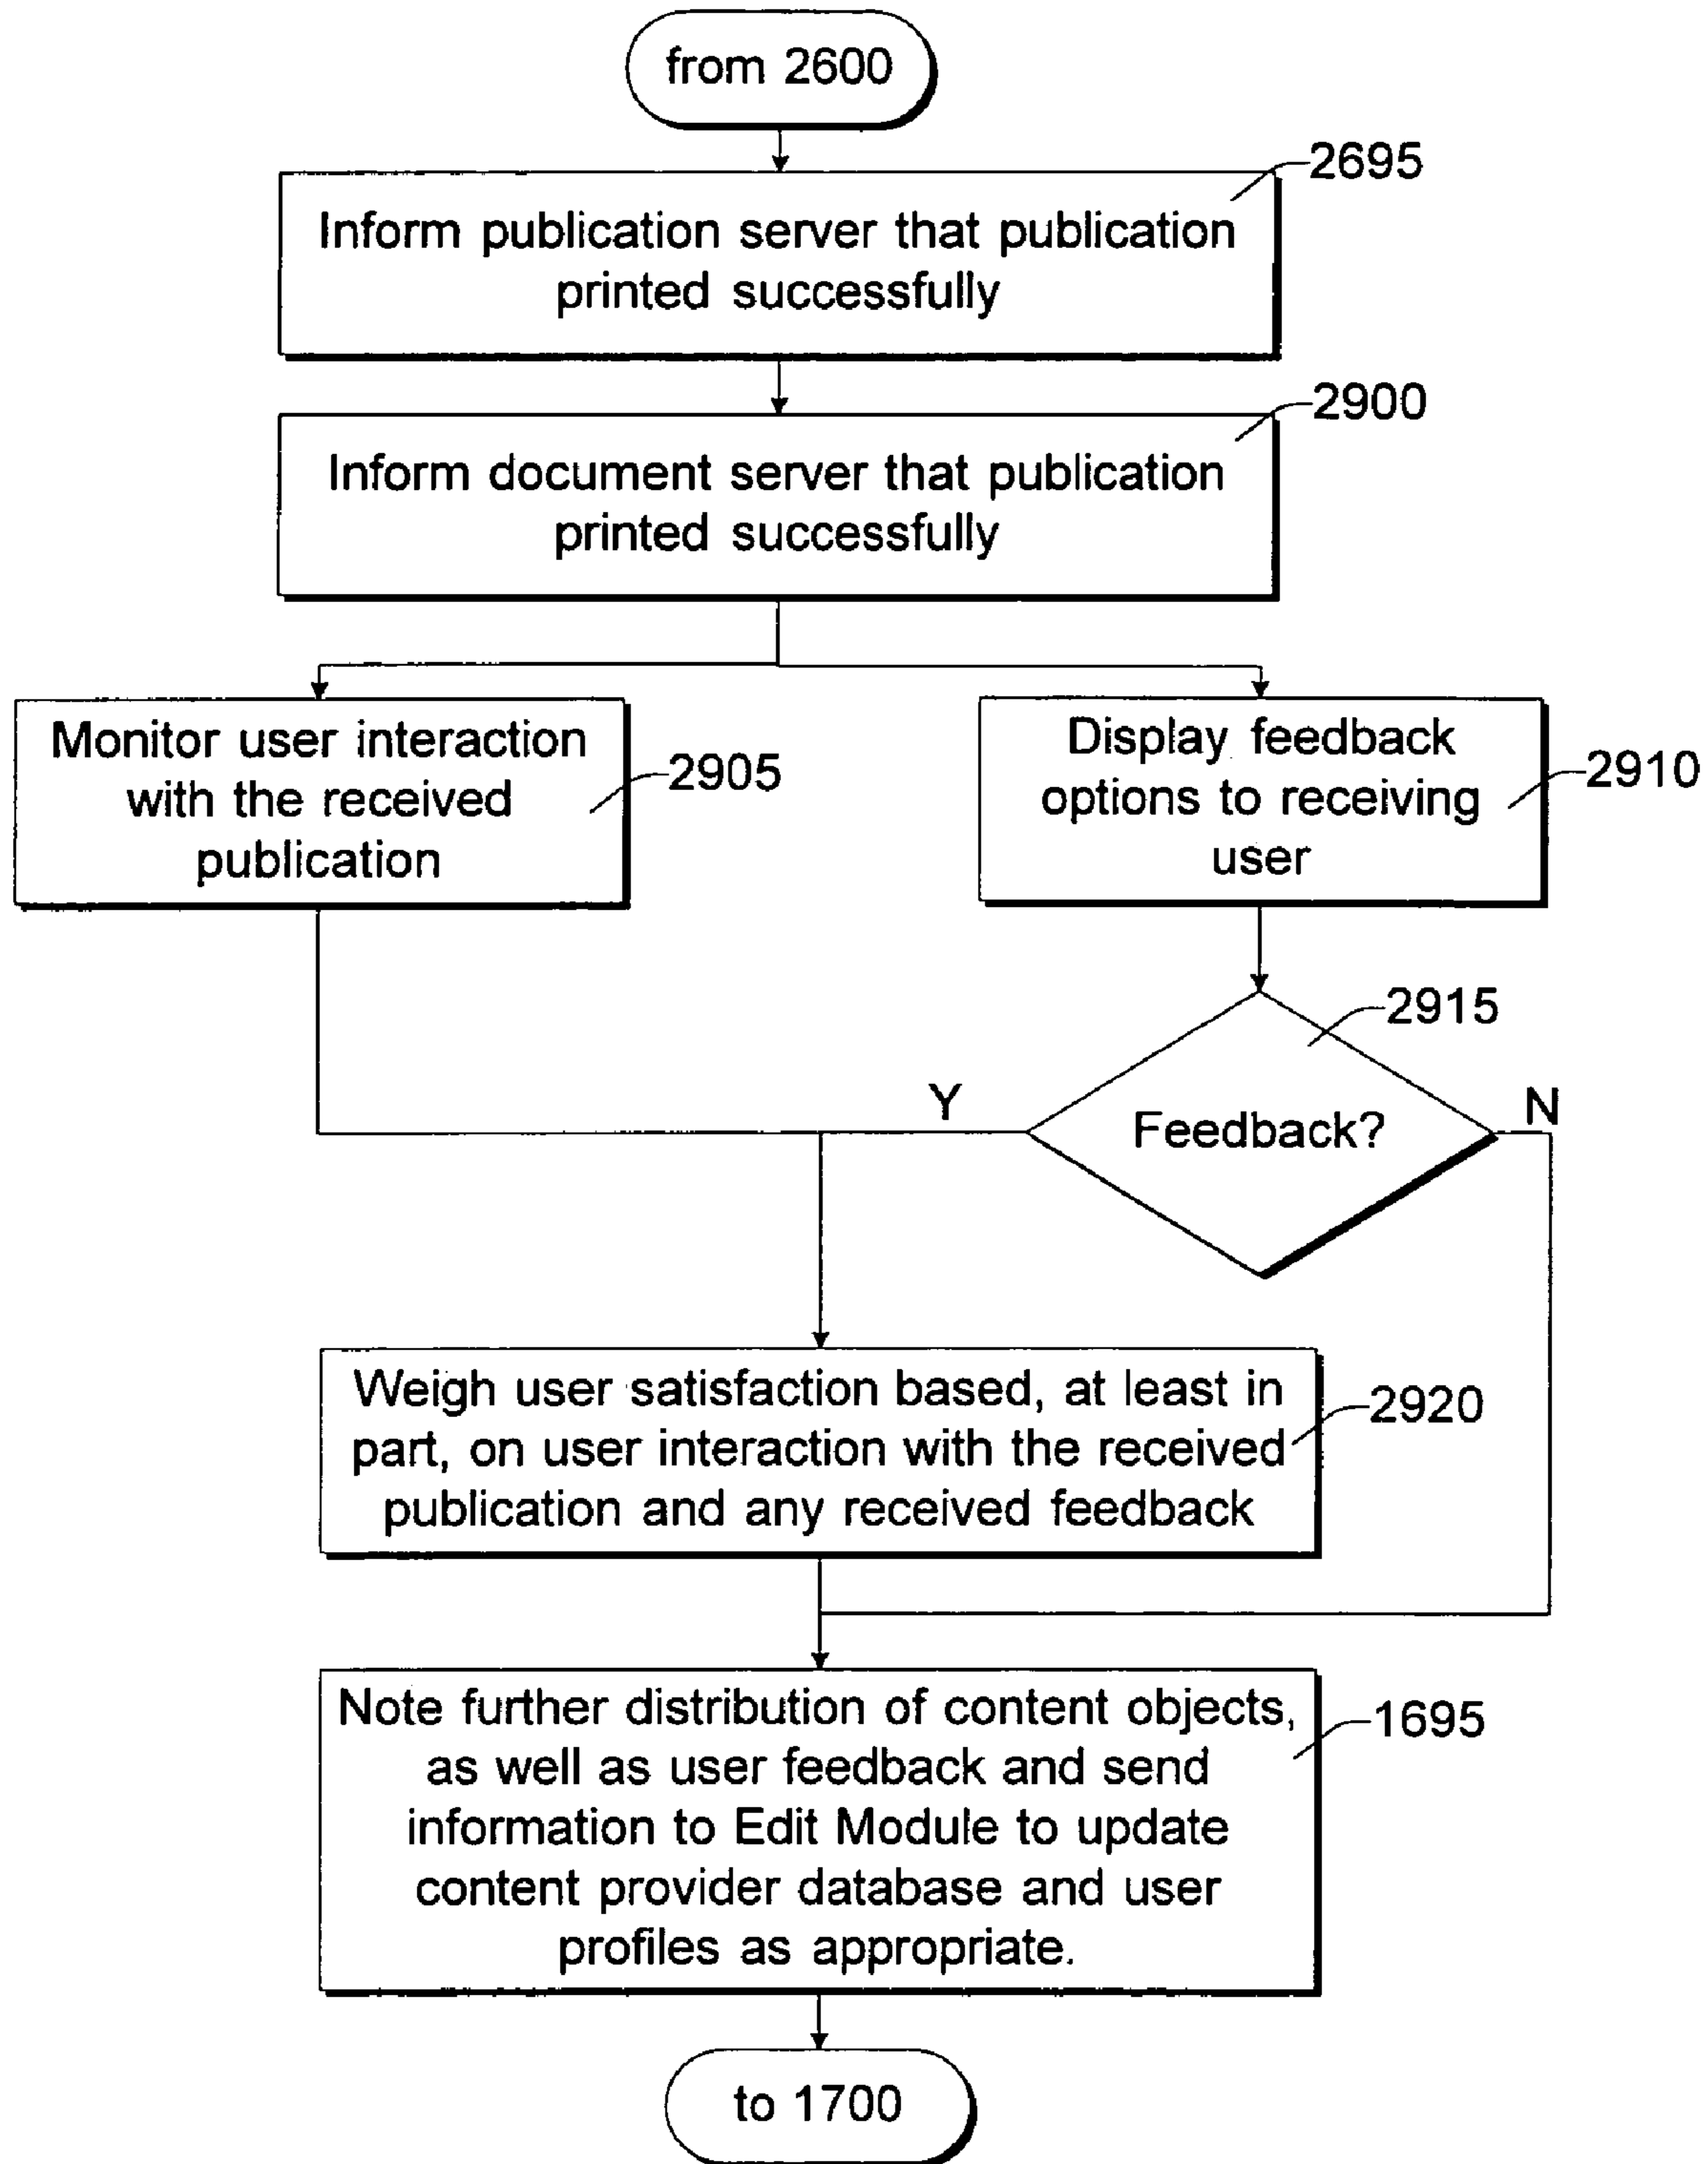 from 2600
2695
Inform publication server that publication
printed successfully
2900
Inform document server that publication
printed successfully
Monitor user interaction
with the received
publication
2905
Display feedback
options to receiving
user
2910
2915
Y
Feedback?
N
Weigh user satisfaction based, at least in
part, on user interaction with the received
publication and any received feedback
2920
Note further distribution of content objects,
as well as user feedback and send
information to Edit Module to update
content provider database and user
profiles as appropriate.
1695
to 1700